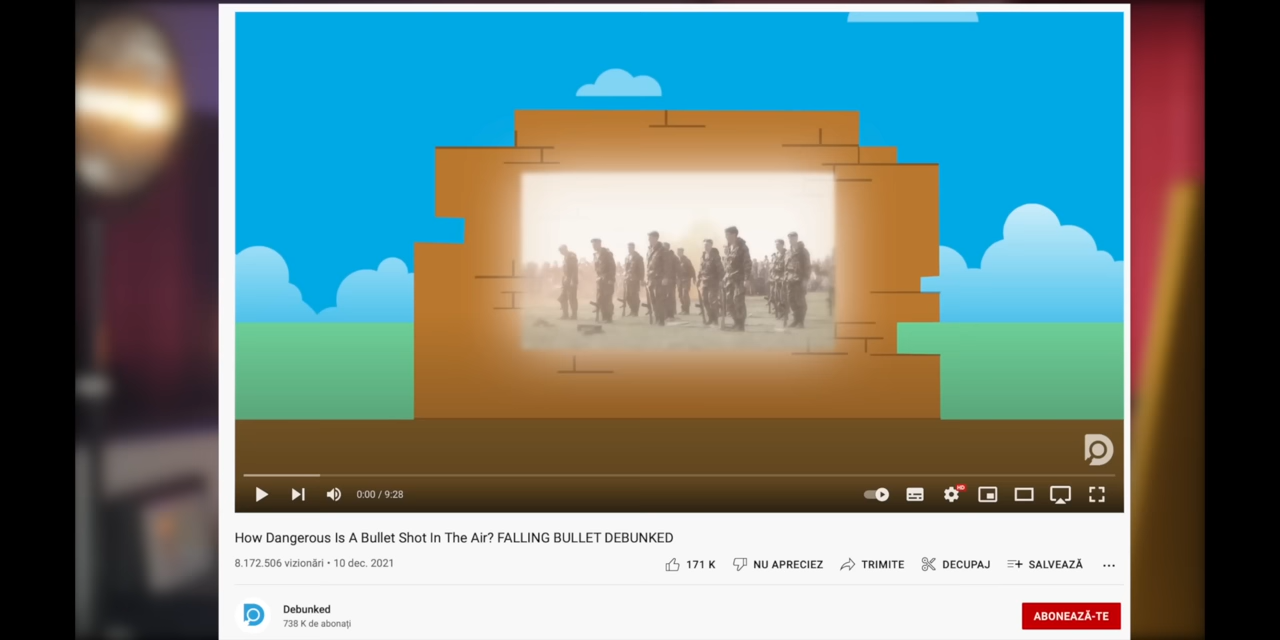 0:00 / 9:28
HD
How Dangerous Is A Bullet Shot In The Air? FALLING BULLET DEBUNKED
8.172.506 vizionări • 10 dec. 2021
171 K
NU APRECIEZ
TRIMITE
DECUPAJ
SALVEAZĂ
Debunked
738 K de abonați
ABONEAZĂ-TE